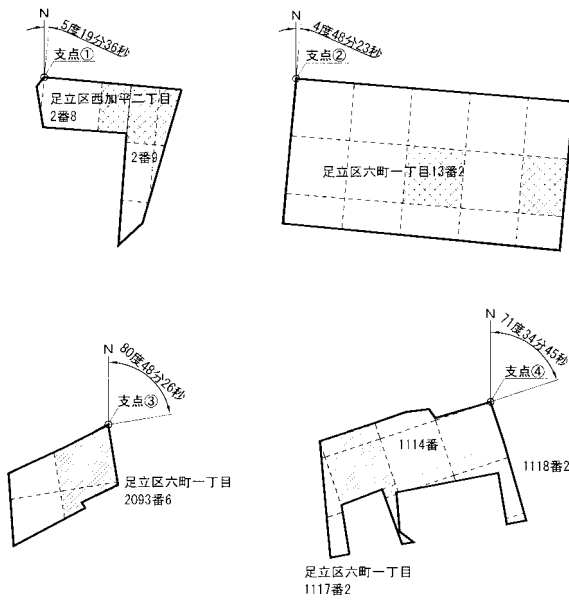 N
5度19分36秒
支点①
足立区西加平二丁目
2番8
2番9
N
4度48分23秒
支点②
足立区六町一丁目13番2
N
80度48分26秒
支点③
足立区六町一丁目
2093番6
N
71度34分45秒
支点④
1114番
1118番2
足立区六町一丁目
1117番2